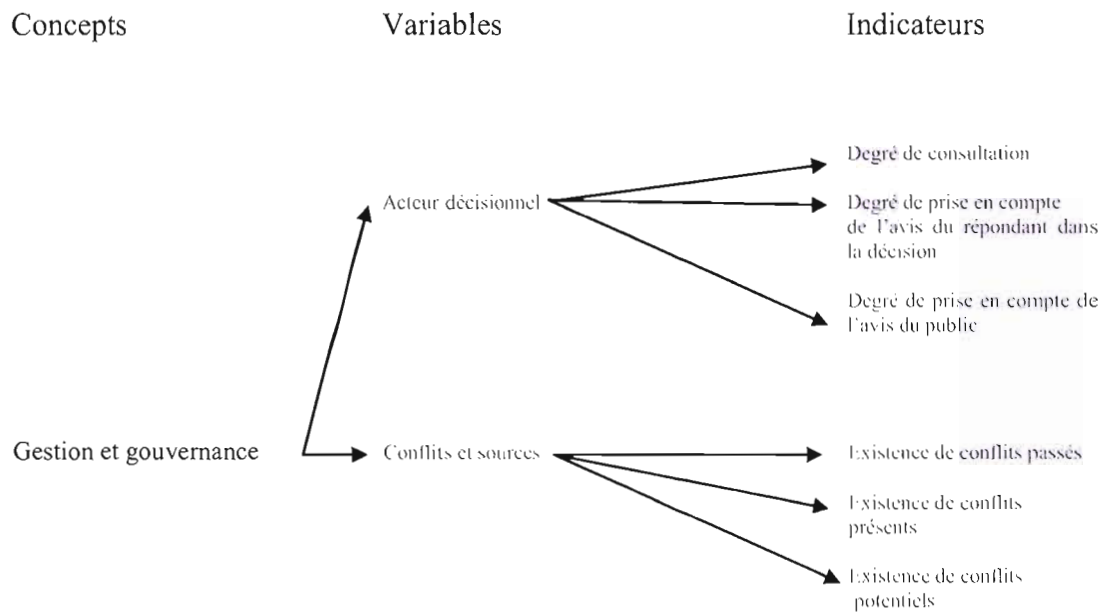 Concepts
Variables
Indicateurs
Acteur décisionnel
Degré de consultation
Degré de prise en compte
de l'avis du répondant dans
la décision
Degré de prise en compte de
l'avis du public
Gestion et gouvernance
Conflits et sources
Existence de conflits passés
Existence de conflits
présents
Existence de conflits
potentiels